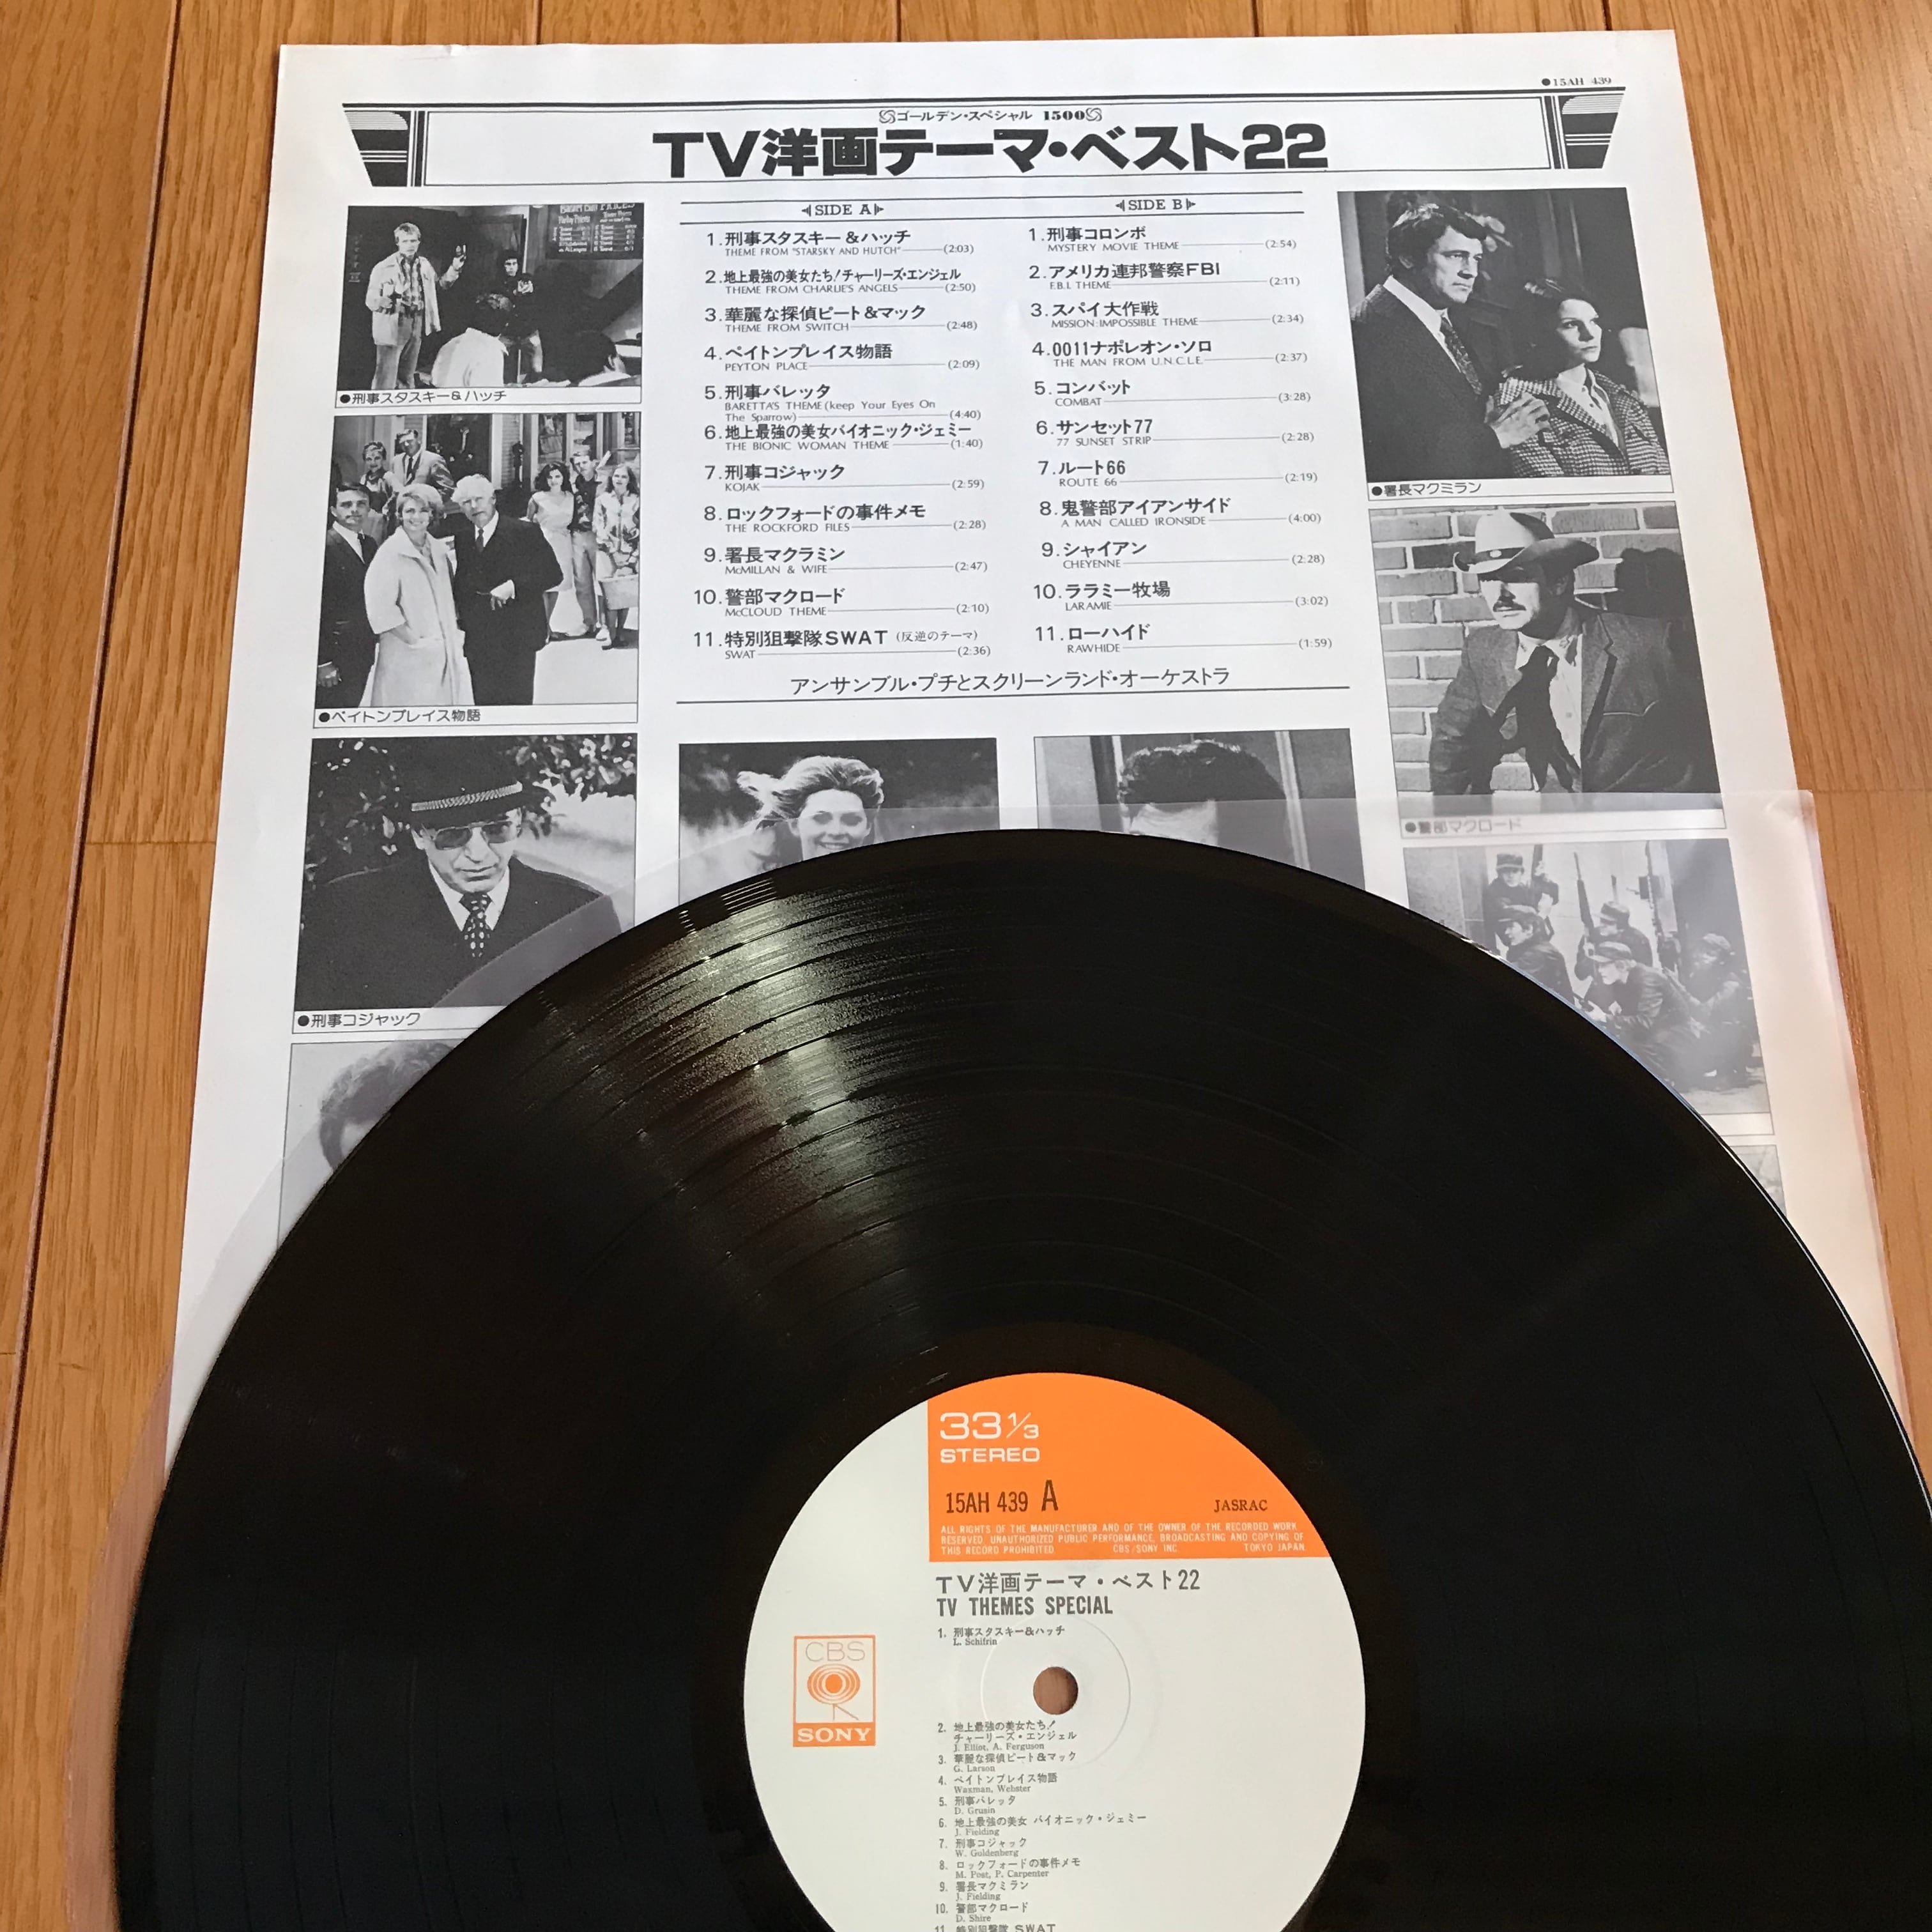 ●15AH 439
ゴールデン・スペシャル 1500
TV洋画テーマ・ベスト22
SIDE A
1.刑事スタスキー&ハッチ
THEME FROM "STARSKY AND HUTCH" (2:03)
2.地上最強の美女たち!チャーリーズ・エンジェル
THEME FROM CHARLIE'S ANGELS (2:50)
3.華麗な探偵ピート&マック
THEME FROM SWITCH (2:48)
4.ペイトンプレイス物語
PEYTON PLACE (2:09)
5.刑事バレッタ
BARETTA'S THEME (keep Your Eyes On
The Sparrow) (4:40)
6.地上最強の美女バイオニック・ジェミー
THE BIONIC WOMAN THEME (1:40)
7.刑事コジャック
KOJAK (2:59)
8.ロックフォードの事件メモ
THE ROCKFORD FILES (2:28)
9.署長マクラミン
McMILLAN & WIFE (2:47)
10.警部マクロード
McCLOUD THEME (2:10)
11.特別狙撃隊SWAT (反逆のテーマ)
SWAT (2:36)
SIDE B
1.刑事コロンボ
MYSTERY MOVIE THEME (2:54)
2.アメリカ連邦警察FBI
F.B.I. THEME (2:11)
3.スパイ大作戦
MISSION:IMPOSSIBLE THEME (2:34)
4.0011ナポレオン・ソロ
THE MAN FROM U.N.C.L.E. (2:37)
5.コンバット
COMBAT (3:28)
6.サンセット77
77 SUNSET STRIP (2:28)
7.ルート66
ROUTE 66 (2:19)
8.鬼警部アイアンサイド
A MAN CALLED IRONSIDE (4:00)
9.シャイアン
CHEYENNE (2:28)
10.ララミー牧場
LARAMIE (3:02)
11.ローハイド
RAWHIDE (1:59)
アンサンブル・プチとスクリーンランド・オーケストラ
●刑事スタスキー&ハッチ
●ペイトンプレイス物語
●刑事コジャック
●署長マクミラン
●警部マクロード
33 1/3
STEREO
15AH 439 A
JASRAC
ALL RIGHTS OF THE MANUFACTURER AND OF THE OWNER OF THE RECORDED WORK
RESERVED UNAUTHORIZED PUBLIC PERFORMANCE, BROADCASTING AND COPYING OF
THIS RECORD PROHIBITED CBS/SONY INC TOKYO JAPAN
TV洋画テーマ・ベスト22
TV THEMES SPECIAL
CBS
SONY
1. 刑事スタスキー&ハッチ
L. Schifrin
2. 地上最強の美女たち!
チャーリーズ・エンジェル
J. Elliot, A. Ferguson
3. 華麗な探偵ピート&マック
G. Larson
4. ペイトンプレイス物語
Waxman, Webster
5. 刑事バレッタ
D. Grusin
6. 地上最強の美女 バイオニック・ジェミー
J. Fielding
7. 刑事コジャック
W. Goldenberg
8. ロックフォードの事件メモ
M. Post, P. Carpenter
9. 署長マクミラン
J. Fielding
10. 警部マクロード
D. Shire
11. 特別狙撃隊 SWAT